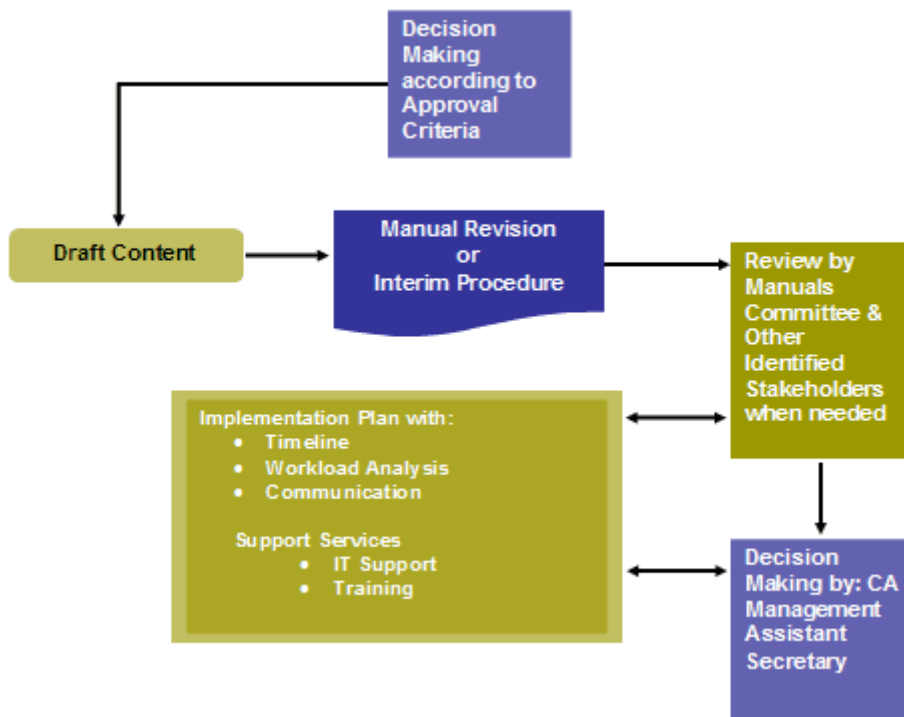 Decision
Making
according to
Approval
Criteria
Draft Content
Manual Revision
or
Interim Procedure
Review by
Manuals
Committee &
Other
Identified
Stakeholders
when needed
Implementation Plan with:
• Timeline
• Workload Analysis
• Communication
Support Services
• IT Support
• Training
Decision
Making by: CA
Management
Assistant
Secretary